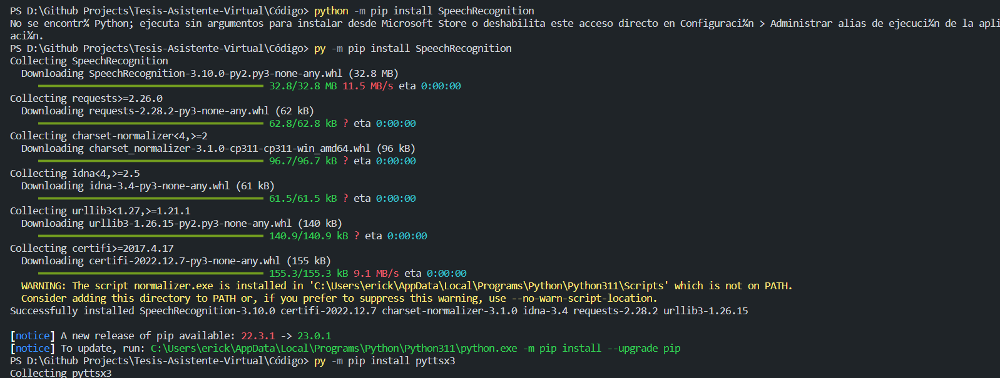 PS D:\Github Projects\Tesis-Asistente-Virtual\Código> python -m pip install SpeechRecognition
No se encontr¾ Python; ejecuta sin argumentos para instalar desde Microsoft Store o deshabilita este acceso directo en Configuraci¾n > Administrar alias de ejecuci¾n de la apli
aci¾n.
PS D:\Github Projects\Tesis-Asistente-Virtual\Código> py -m pip install SpeechRecognition
Collecting SpeechRecognition
Downloading SpeechRecognition-3.10.0-py2.py3-none-any.whl (32.8 MB)
32.8/32.8 MB 11.5 MB/s eta 0:00:00
Collecting requests>=2.26.0
Downloading requests-2.28.2-py3-none-any.whl (62 kB)
62.8/62.8 kB ? eta 0:00:00
Collecting charset-normalizer<4,>=2
Downloading charset_normalizer-3.1.0-cp311-cp311-win_amd64.whl (96 kB)
96.7/96.7 kB ? eta 0:00:00
Collecting idna<4,>=2.5
Downloading idna-3.4-py3-none-any.whl (61 kB)
61.5/61.5 kB ? eta 0:00:00
Collecting urllib3<1.27,>=1.21.1
Downloading urllib3-1.26.15-py2.py3-none-any.whl (140 kB)
140.9/140.9 kB ? eta 0:00:00
Collecting certifi>=2017.4.17
Downloading certifi-2022.12.7-py3-none-any.whl (155 kB)
155.3/155.3 kB 9.1 MB/s eta 0:00:00
WARNING: The script normalizer.exe is installed in 'C:\Users\erick\AppData\Local\Programs\Python\Python311\Scripts' which is not on PATH.
Consider adding this directory to PATH or, if you prefer to suppress this warning, use --no-warn-script-location.
Successfully installed SpeechRecognition-3.10.0 certifi-2022.12.7 charset-normalizer-3.1.0 idna-3.4 requests-2.28.2 urllib3-1.26.15
[notice] A new release of pip available: 22.3.1 -> 23.0.1
[notice] To update, run: C:\Users\erick\AppData\Local\Programs\Python\Python311\python.exe -m pip install --upgrade pip
PS D:\Github Projects\Tesis-Asistente-Virtual\Código> py -m pip install pyttsx3
Collecting pyttsx3